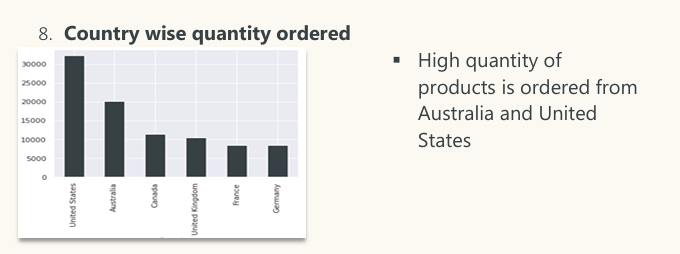 8. Country wise quantity ordered
30000
25000
20000
15000
10000
5000
0
United States
Australia
Canada
United Kingdom
France
Germany
▪ High quantity of
products is ordered from
Australia and United
States